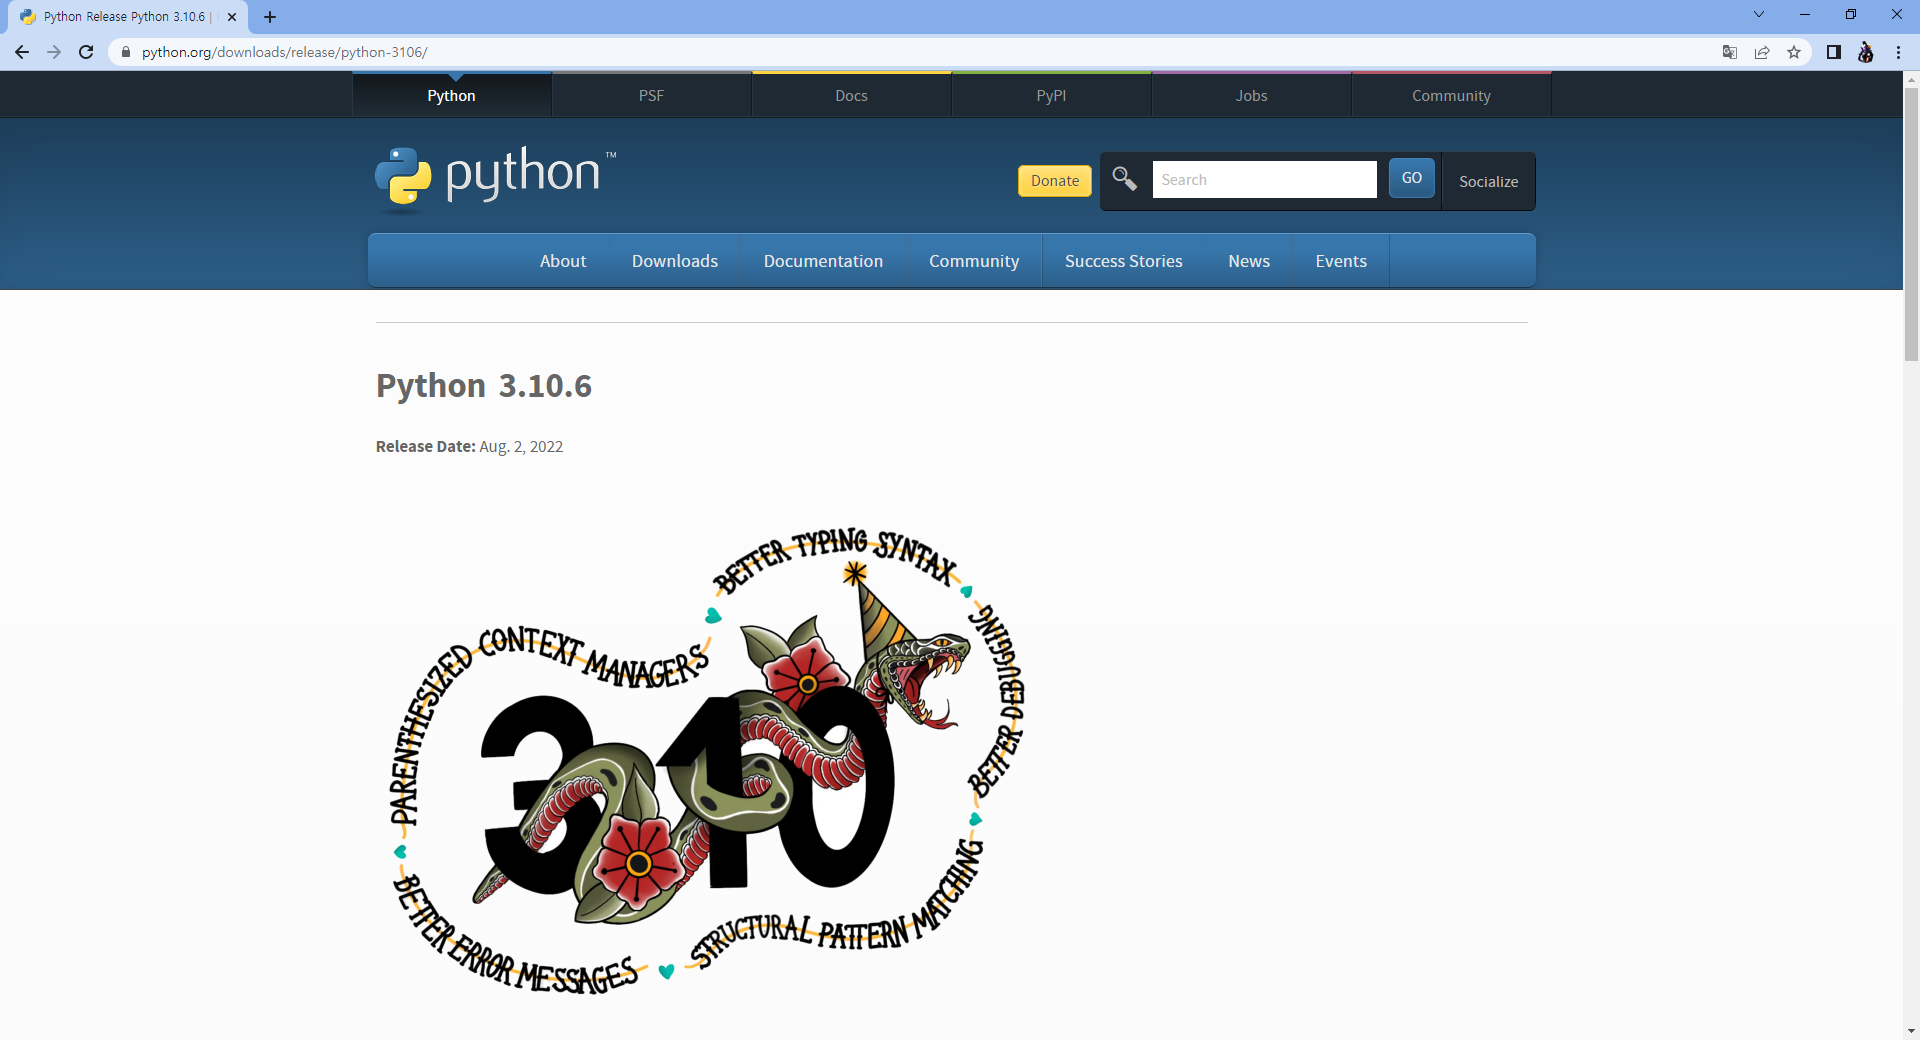 Python Release Python 3.10.6 |
python.org/downloads/release/python-3106/
Python
PSF
Docs
PyPI
Jobs
Community
python™
Donate
Search
GO
Socialize
About
Downloads
Documentation
Community
Success Stories
News
Events
Python 3.10.6
Release Date: Aug. 2, 2022
BETTER TYPING SYNTAX
BETTER DEBUGGING
STRUCTURAL PATTERN MATCHING
BETTER ERROR MESSAGES
PARENTHESIZED CONTEXT MANAGERS
3.10